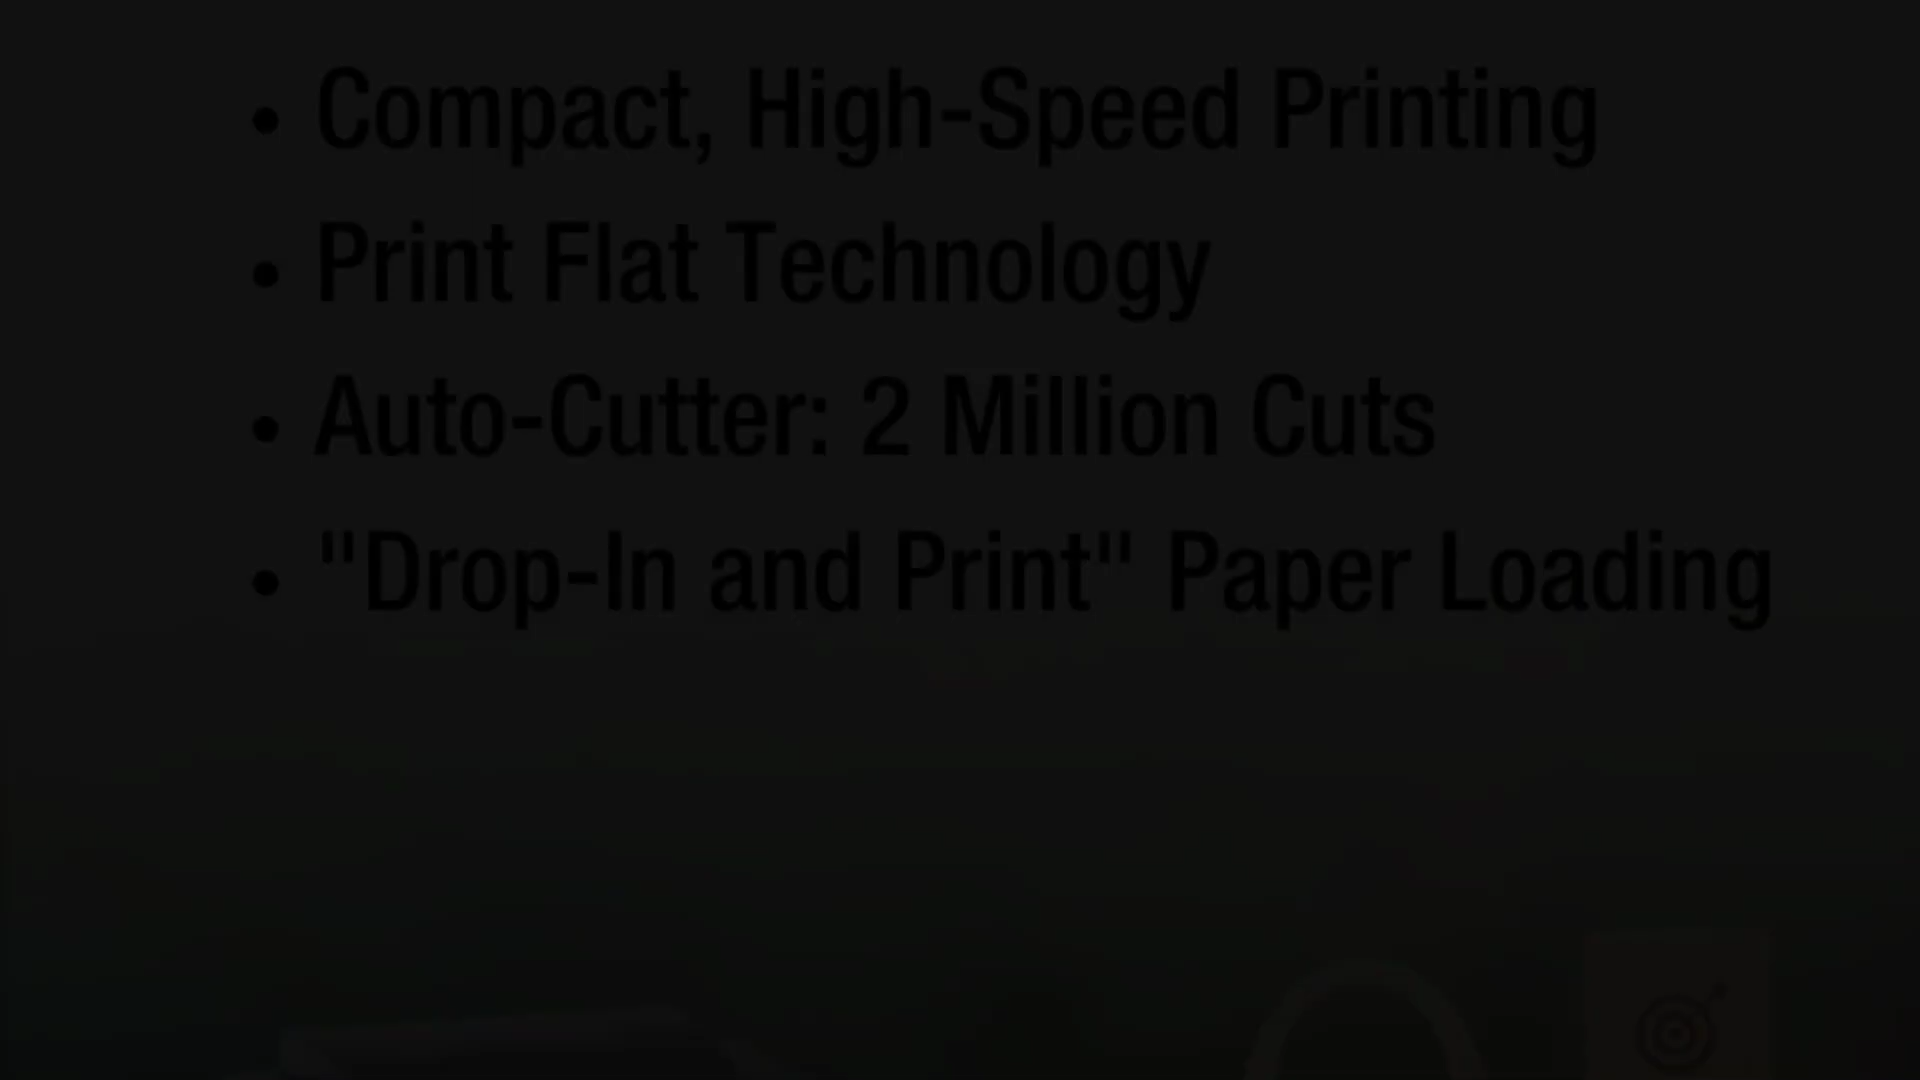 • Compact, High-Speed Printing
• Print Flat Technology
• Auto-Cutter: 2 Million Cuts
• "Drop-In and Print" Paper Loading